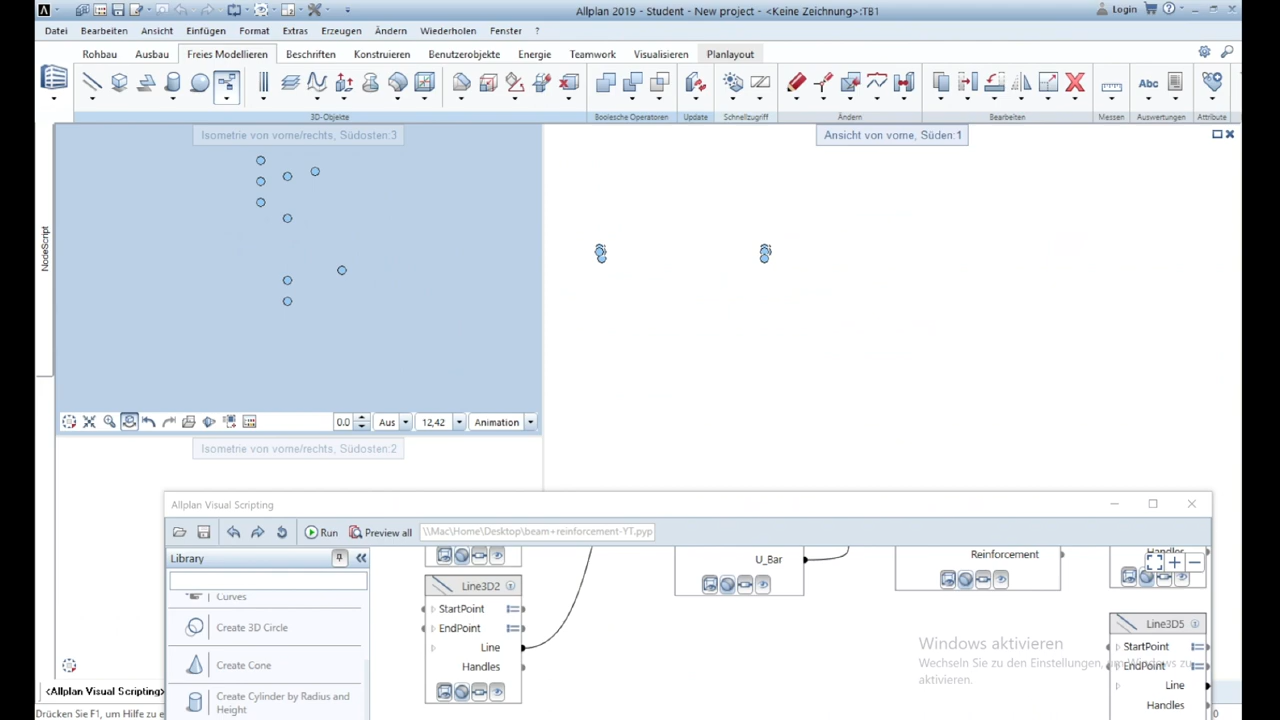 Allplan 2019 - Student - New project - <Keine Zeichnung>:TB1
Login
Datei Bearbeiten Ansicht Einfügen Format Extras Erzeugen Ändern Wiederholen Fenster ?
Rohbau Ausbau Freies Modellieren Beschriften Konstruieren Benutzerobjekte Energie Teamwork Visualisieren Planlayout
Abc
3D-Objekte Boolesche Operatoren Update Schnellzugriff Ändern Bearbeiten Messen Auswertungen Attribute
Isometrie von vorne/rechts, Südosten:3
Ansicht von vorne, Süden:1
NodeScript
0.0 Aus 12,42 Animation
Isometrie von vorne/rechts, Südosten:2
Allplan Visual Scripting
Run Preview all \\Mac\Home\Desktop\beam+reinforcement-YT.pyp
Library
Curves
Create 3D Circle
Create Cone
Create Cylinder by Radius and
Height
Line3D2
StartPoint
EndPoint
Line
Handles
U_Bar
Reinforcement
Handles
Line3D5
StartPoint
EndPoint
Line
Handles
Windows aktivieren
Wechseln Sie zu den Einstellungen, um Windows zu
aktivieren.
<Allplan Visual Scripting>
Drücken Sie F1, um Hilfe zu e
0